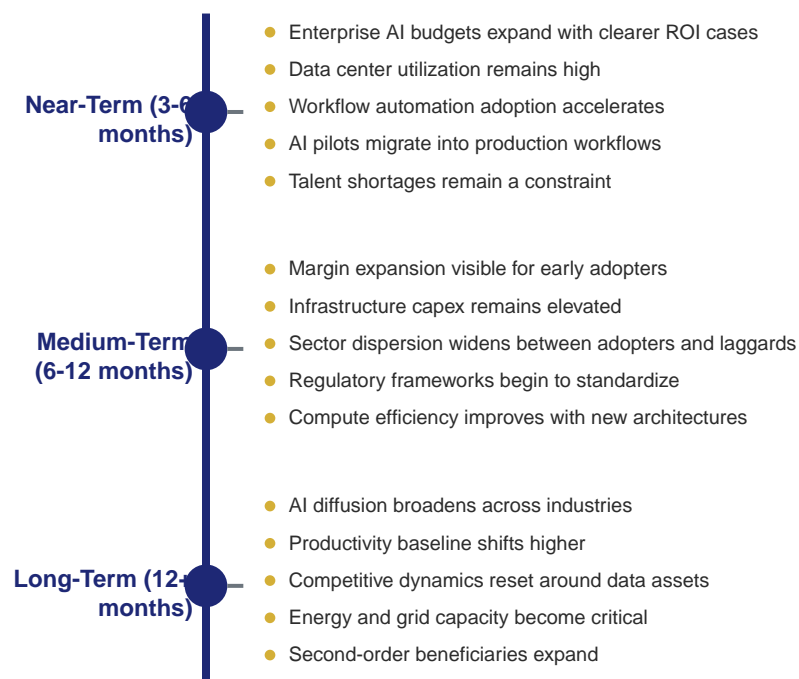 Near-Term (3-6
months)
Enterprise AI budgets expand with clearer ROI cases
Data center utilization remains high
Workflow automation adoption accelerates
AI pilots migrate into production workflows
Talent shortages remain a constraint
Medium-Term
(6-12 months)
Margin expansion visible for early adopters
Infrastructure capex remains elevated
Sector dispersion widens between adopters and laggards
Regulatory frameworks begin to standardize
Compute efficiency improves with new architectures
Long-Term (12+
months)
AI diffusion broadens across industries
Productivity baseline shifts higher
Competitive dynamics reset around data assets
Energy and grid capacity become critical
Second-order beneficiaries expand